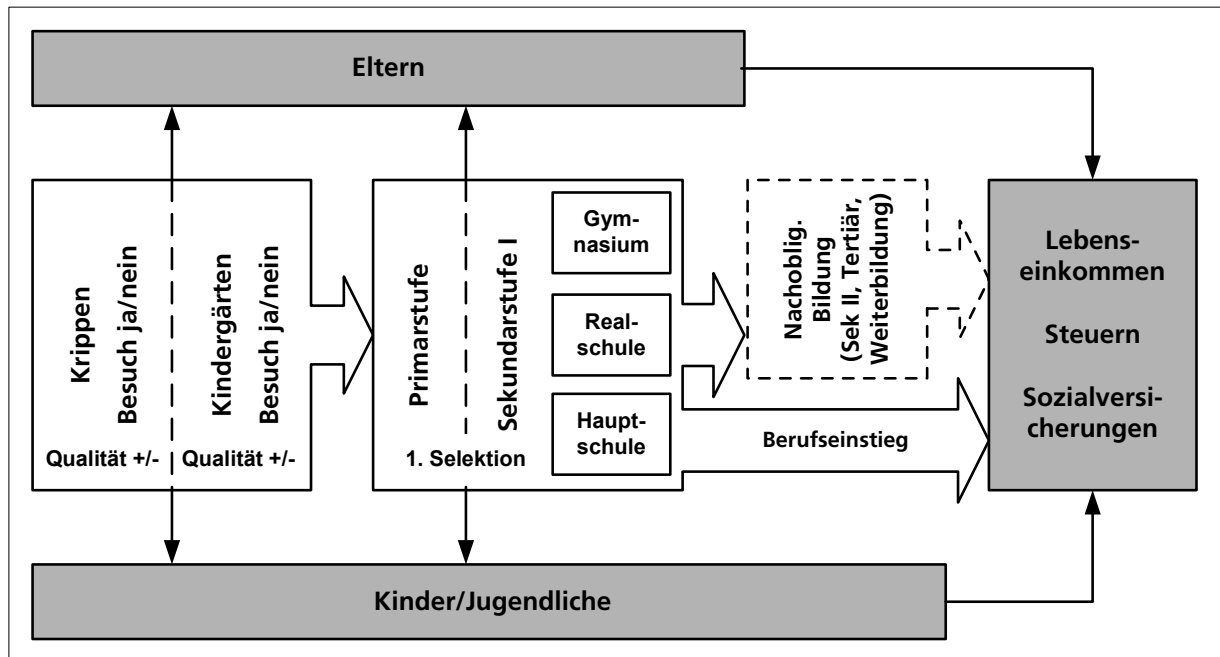 Eltern
Krippen
Besuch ja/nein
Kindergärten
Besuch ja/nein
Qualität +/-
Qualität +/-
Primarstufe
Sekundarstufe I
1. Selektion
Gym-
nasium
Real-
schule
Haupt-
schule
Nachoblig.
Bildung
(Sek II, Tertiär,
Weiterbildung)
Berufseinstieg
Lebens-
einkommen
Steuern
Sozialversi-
cherungen
Kinder/Jugendliche